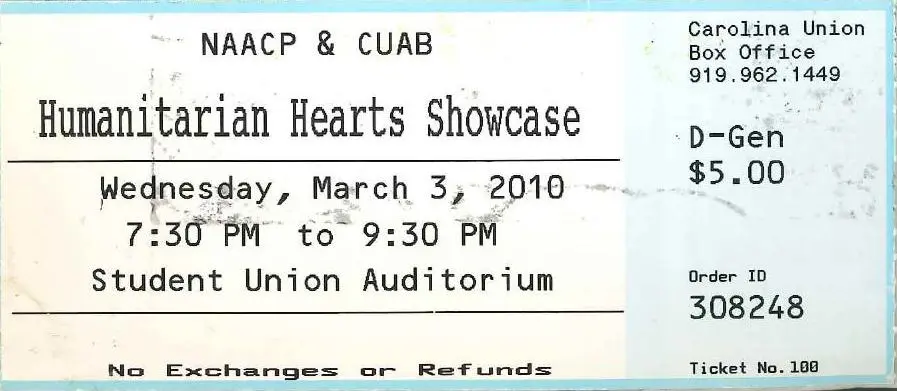 NAACP & CUAB
Humanitarian Hearts Showcase
Wednesday, March 3, 2010
7:30 PM to 9:30 PM
Student Union Auditorium
No Exchanges or Refunds
Carolina Union
Box Office
919.962.1449
D-Gen
$5.00
Order ID
308248
Ticket No. 100